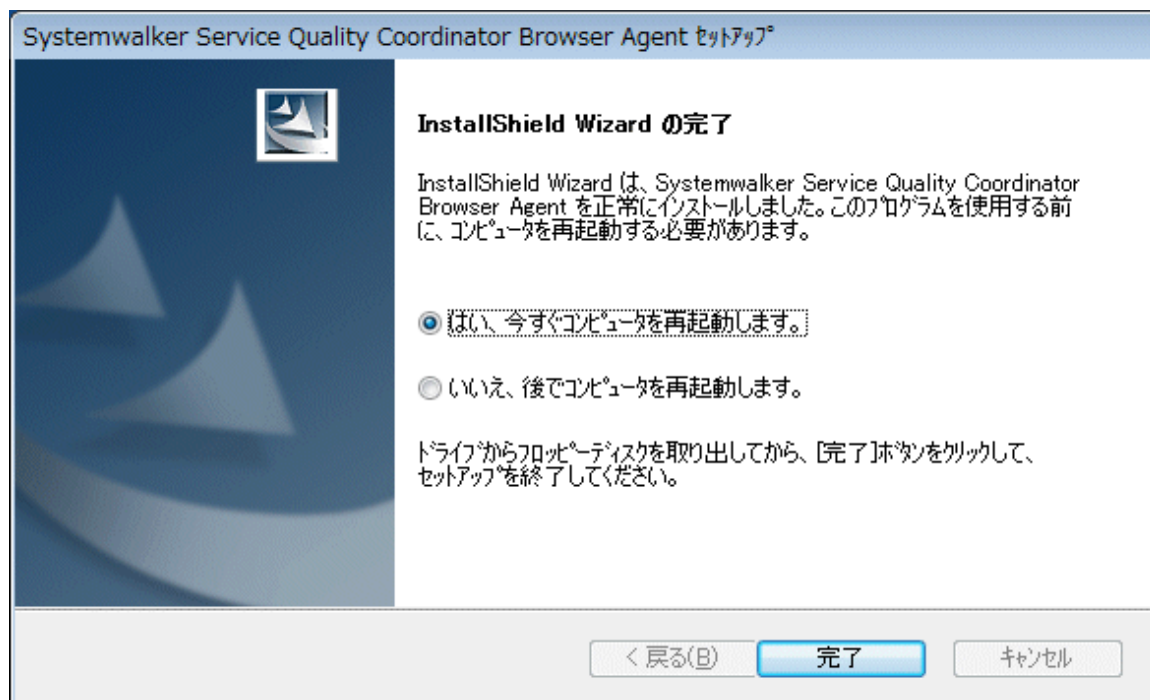 Systemwalker Service Quality Coordinator Browser Agent ｾｯﾄｱｯﾌﾟ
InstallShield Wizard の完了
InstallShield Wizard は、Systemwalker Service Quality Coordinator
Browser Agent を正常にｲﾝｽﾄｰﾙしました。このﾌﾟﾛｸﾞﾗﾑを使用する前
に、ｺﾝﾋﾟｭｰﾀを再起動する必要があります。
はい、今すぐｺﾝﾋﾟｭｰﾀを再起動します。
いいえ、後でｺﾝﾋﾟｭｰﾀを再起動します。
ﾄﾞﾗｲﾌﾞからﾌﾛｯﾋﾟｰﾃﾞｨｽｸを取り出してから、[完了]ﾎﾞﾀﾝをｸﾘｯｸして、
ｾｯﾄｱｯﾌﾟを終了してください。
< 戻る(B) 完了 ｷｬﾝｾﾙ